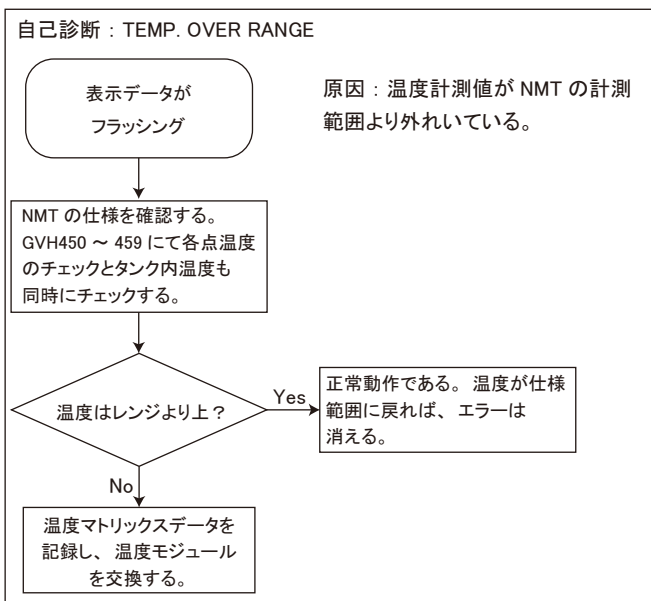 自己診断：TEMP. OVER RANGE
表示データが
フラッシング
原因：温度計測値が NMT の計測
範囲より外れいている。
NMT の仕様を確認する。
GVH450 ～ 459 にて各点温度
のチェックとタンク内温度も
同時にチェックする。
温度はレンジより上？
Yes
正常動作である。温度が仕様
範囲に戻れば、エラーは
消える。
No
温度マトリックスデータを
記録し、温度モジュール
を交換する。